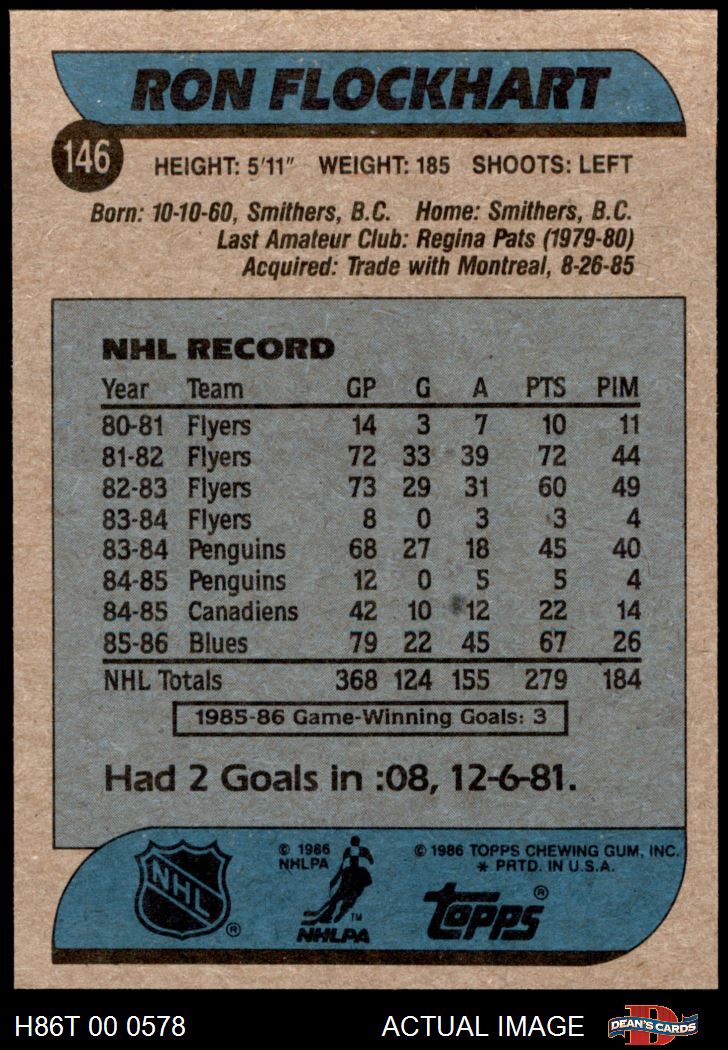 RON FLOCKHART
146
HEIGHT: 5'11" WEIGHT: 185 SHOOTS: LEFT
Born: 10-10-60, Smithers, B.C. Home: Smithers, B.C.
Last Amateur Club: Regina Pats (1979-80)
Acquired: Trade with Montreal, 8-26-85
NHL RECORD
Year Team GP G A PTS PIM
80-81 Flyers 14 3 7 10 11
81-82 Flyers 72 33 39 72 44
82-83 Flyers 73 29 31 60 49
83-84 Flyers 8 0 3 3 4
83-84 Penguins 68 27 18 45 40
84-85 Penguins 12 0 5 5 4
84-85 Canadiens 42 10 12 22 14
85-86 Blues 79 22 45 67 26
NHL Totals 368 124 155 279 184
1985-86 Game-Winning Goals: 3
Had 2 Goals in :08, 12-6-81.
NHL ®
© 1986
NHLPA
TM
NHLPA
© 1986 TOPPS CHEWING GUM, INC.
* PRTD. IN U.S.A.
topps ®
H86T 00 0578 ACTUAL IMAGE
D
DEAN'S CARDS